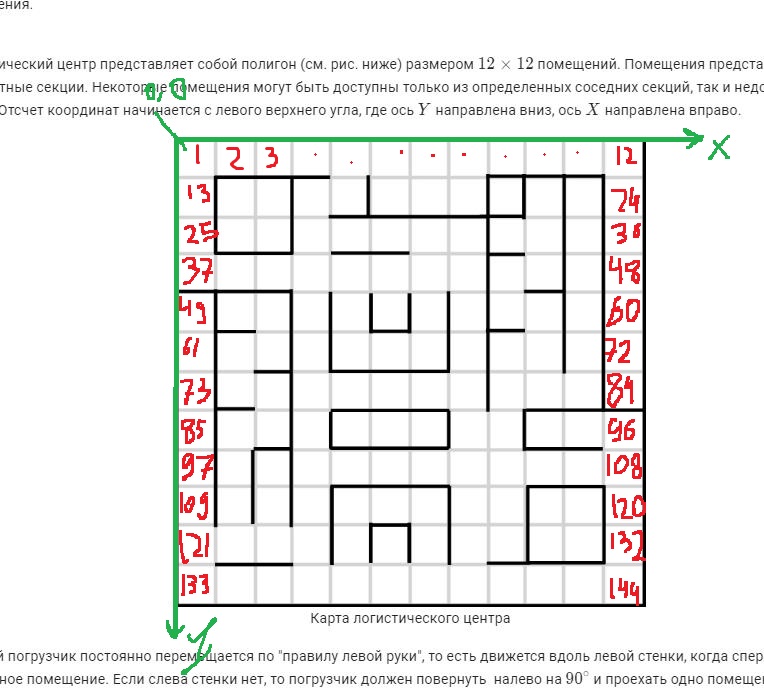 ения.
ический центр представляет собой полигон (см. рис. ниже) размером 12 × 12 помещений. Помещения предста
тные секции. Некоторые помещения могут быть доступны только из определенных соседних секций, так и недо
0,0
Отсчет координат начинается с левого верхнего угла, где ось Y направлена вниз, ось X направлена вправо.
X
1 2 3 . . . . . . . . 12
13 24
25 36
37 48
49 60
61 72
73 84
85 96
97 108
109 120
121 132
133 144
Карта логистического центра
y
й погрузчик постоянно перемещается по "правилу левой руки", то есть движется вдоль левой стенки, когда спер
ное помещение. Если слева стенки нет, то погрузчик должен повернуть налево на 90° и проехать одно помеще